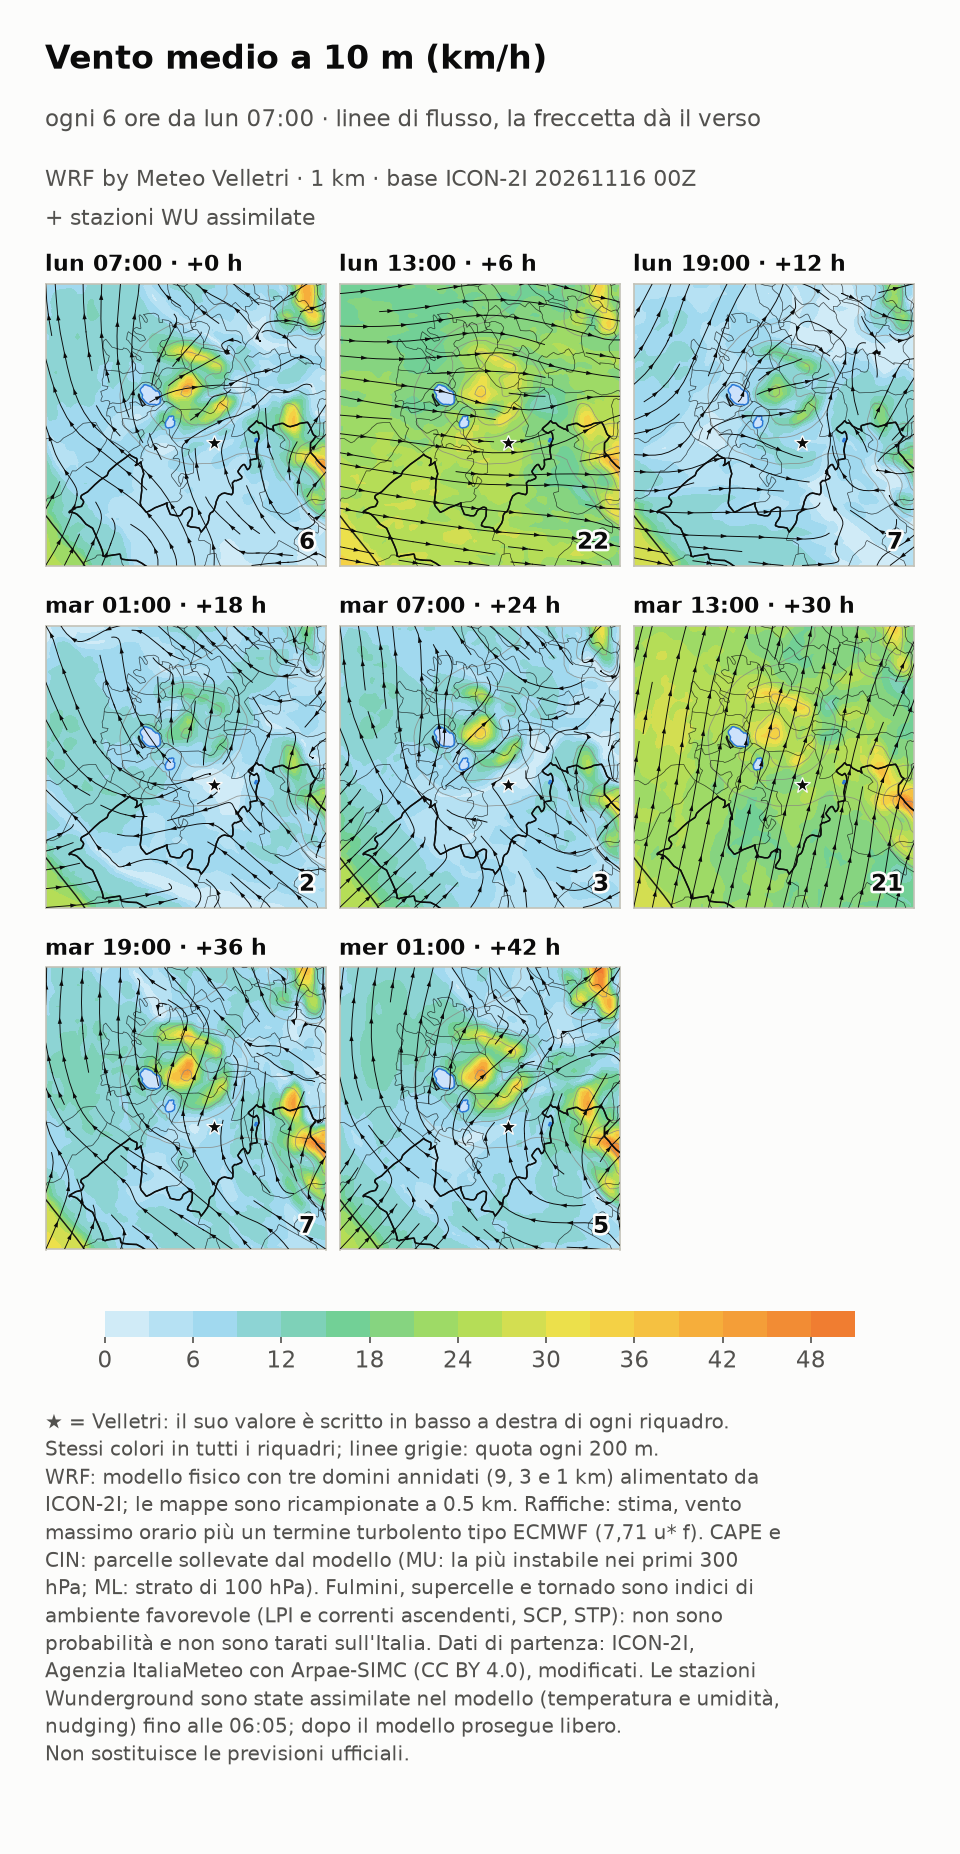 Vento medio a 10 m (km/h)
ogni 6 ore da lun 07:00 · linee di flusso, la freccetta dà il verso
WRF by Meteo Velletri · 1 km · base ICON-2I 20261116 00Z
+ stazioni WU assimilate
lun 07:00 · +0 h
lun 13:00 · +6 h
lun 19:00 · +12 h
6
22
7
mar 01:00 · +18 h
mar 07:00 · +24 h
mar 13:00 · +30 h
2
3
21
mar 19:00 · +36 h
mer 01:00 · +42 h
7
5
0 6 12 18 24 30 36 42 48
★ = Velletri: il suo valore è scritto in basso a destra di ogni riquadro.
Stessi colori in tutti i riquadri; linee grigie: quota ogni 200 m.
WRF: modello fisico con tre domini annidati (9, 3 e 1 km) alimentato da
ICON-2I; le mappe sono ricampionate a 0.5 km. Raffiche: stima, vento
massimo orario più un termine turbolento tipo ECMWF (7,71 u* f). CAPE e
CIN: parcelle sollevate dal modello (MU: la più instabile nei primi 300
hPa; ML: strato di 100 hPa). Fulmini, supercelle e tornado sono indici di
ambiente favorevole (LPI e correnti ascendenti, SCP, STP): non sono
probabilità e non sono tarati sull'Italia. Dati di partenza: ICON-2I,
Agenzia ItaliaMeteo con Arpae-SIMC (CC BY 4.0), modificati. Le stazioni
Wunderground sono state assimilate nel modello (temperatura e umidità,
nudging) fino alle 06:05; dopo il modello prosegue libero.
Non sostituisce le previsioni ufficiali.